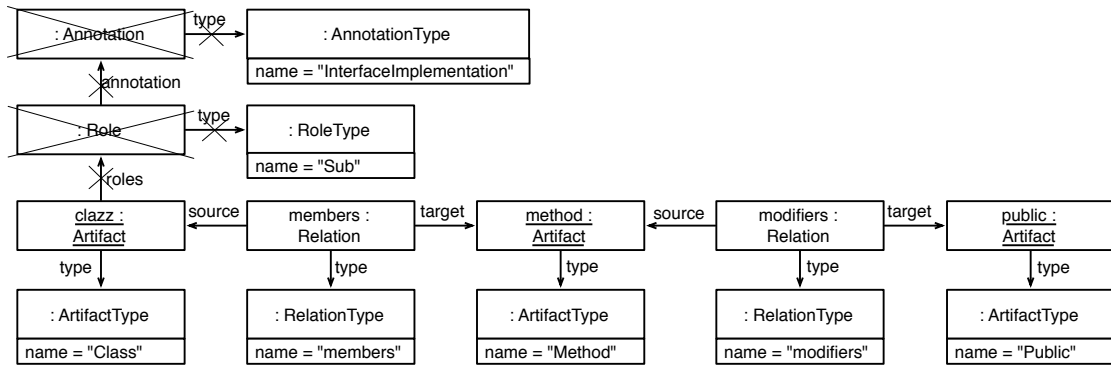 : Annotation
type
: AnnotationType
name = "InterfaceImplementation"
annotation
: Role
type
: RoleType
name = "Sub"
roles
clazz :
Artifact
source
members :
Relation
target
method :
Artifact
source
modifiers :
Relation
target
public :
Artifact
type
type
type
type
type
: ArtifactType
name = "Class"
: RelationType
name = "members"
: ArtifactType
name = "Method"
: RelationType
name = "modifiers"
: ArtifactType
name = "Public"